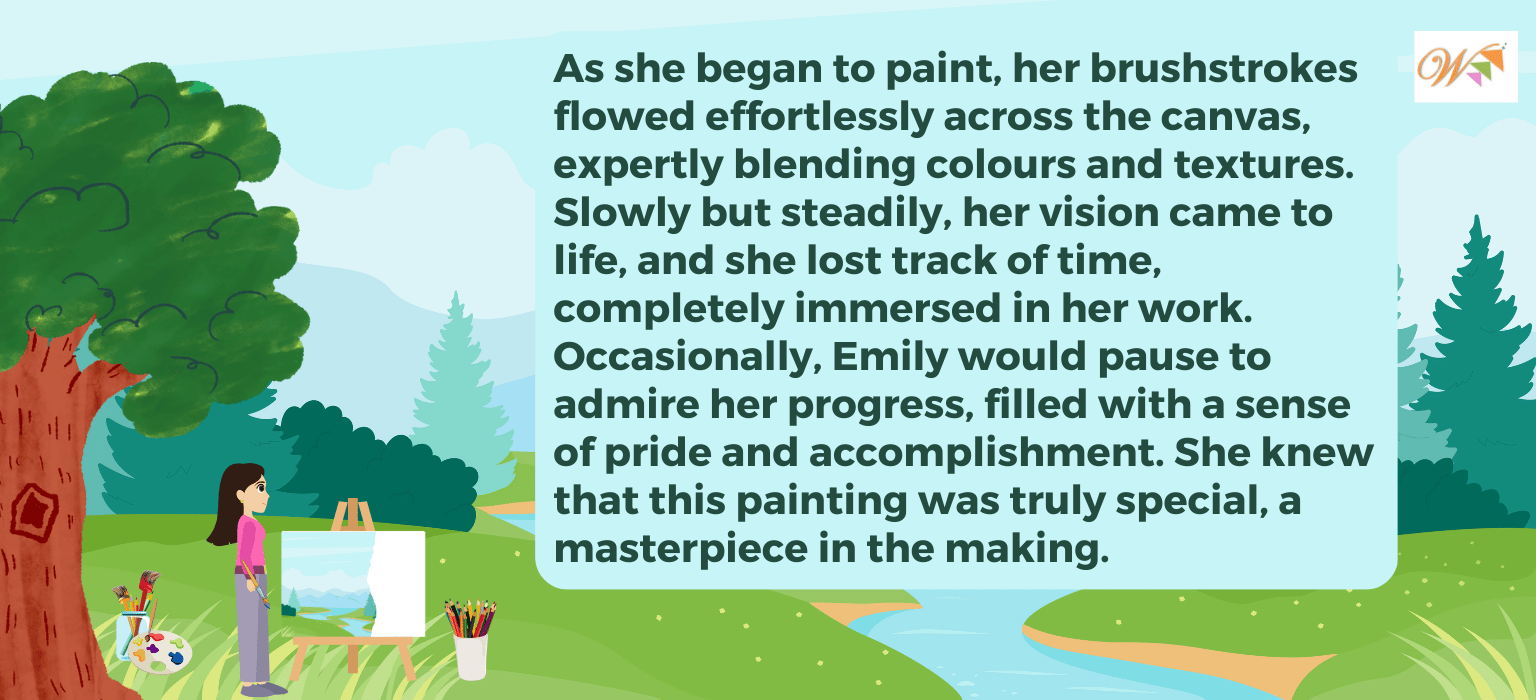 As she began to paint, her brushstrokes
flowed effortlessly across the canvas,
expertly blending colours and textures.
Slowly but steadily, her vision came to
life, and she lost track of time,
completely immersed in her work.
Occasionally, Emily would pause to
admire her progress, filled with a sense
of pride and accomplishment. She knew
that this painting was truly special, a
masterpiece in the making.
W